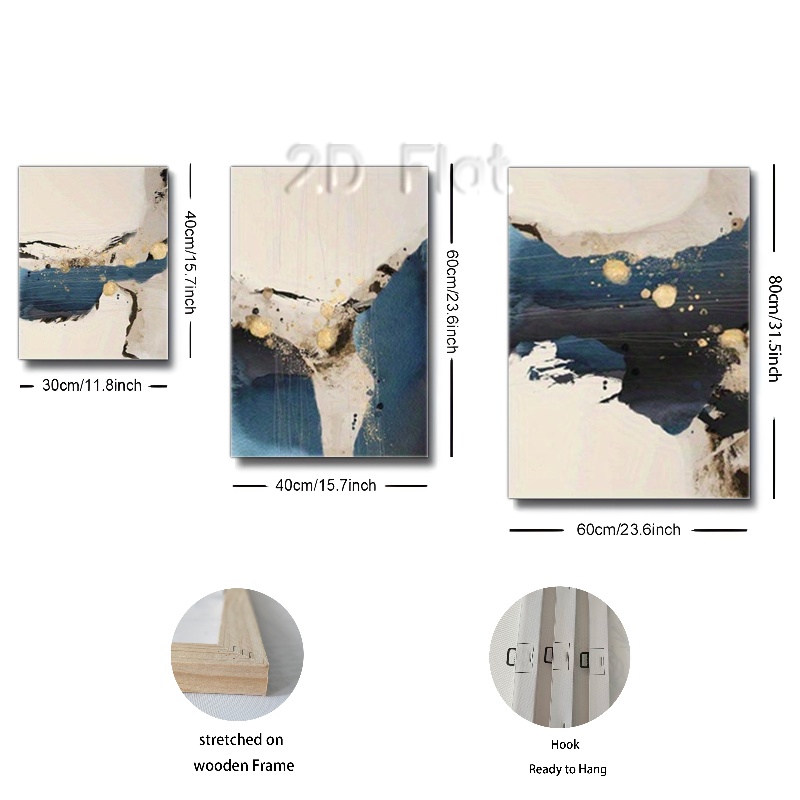 2.D Flat.
40cm/15.7inch
30cm/11.8inch
60cm/23.6inch
40cm/15.7inch
80cm/31.5inch
60cm/23.6inch
stretched on
wooden Frame
Hook
Ready to Hang